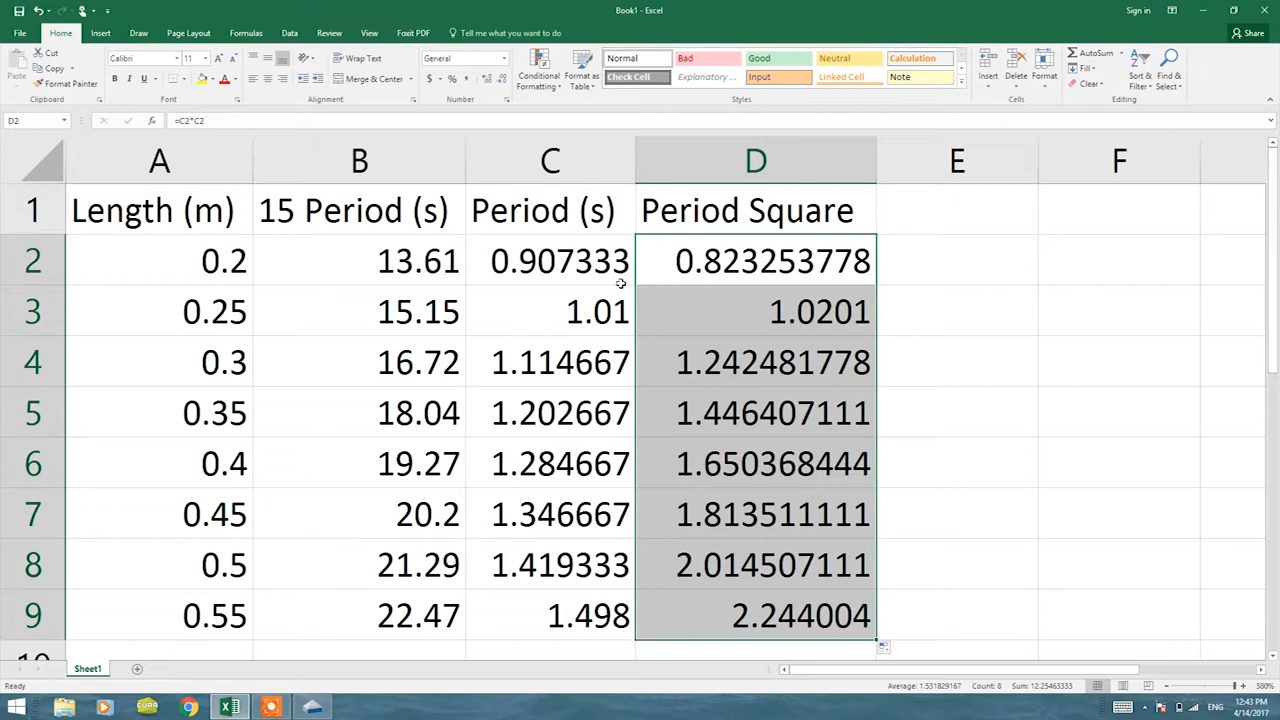 Book1 - Excel
Sign in
File Home Insert Draw Page Layout Formulas Data Review View Foxit PDF Tell me what you want to do Share
Paste
Cut
Copy
Format Painter
Clipboard
Calibri 11
B I U
Font
Wrap Text
Merge & Center
Alignment
General
$ % ,
Number
Conditional Formatting
Format as Table
Normal Bad Good Neutral Calculation
Check Cell Explanatory ... Input Linked Cell Note
Styles
Insert Delete Format
Cells
AutoSum
Fill
Clear
Sort & Filter
Find & Select
Editing
D2 fx =C2*C2
A B C D E F
1 Length (m) 15 Period (s) Period (s) Period Square
2 0.2 13.61 0.907333 0.823253778
3 0.25 15.15 1.01 1.0201
4 0.3 16.72 1.114667 1.242481778
5 0.35 18.04 1.202667 1.446407111
6 0.4 19.27 1.284667 1.650368444
7 0.45 20.2 1.346667 1.813511111
8 0.5 21.29 1.419333 2.014507111
9 0.55 22.47 1.498 2.244004
10
Sheet1
Ready Average: 1.531829167 Count: 8 Sum: 12.25463333 380%
CURA
ENG
12:43 PM
4/14/2017